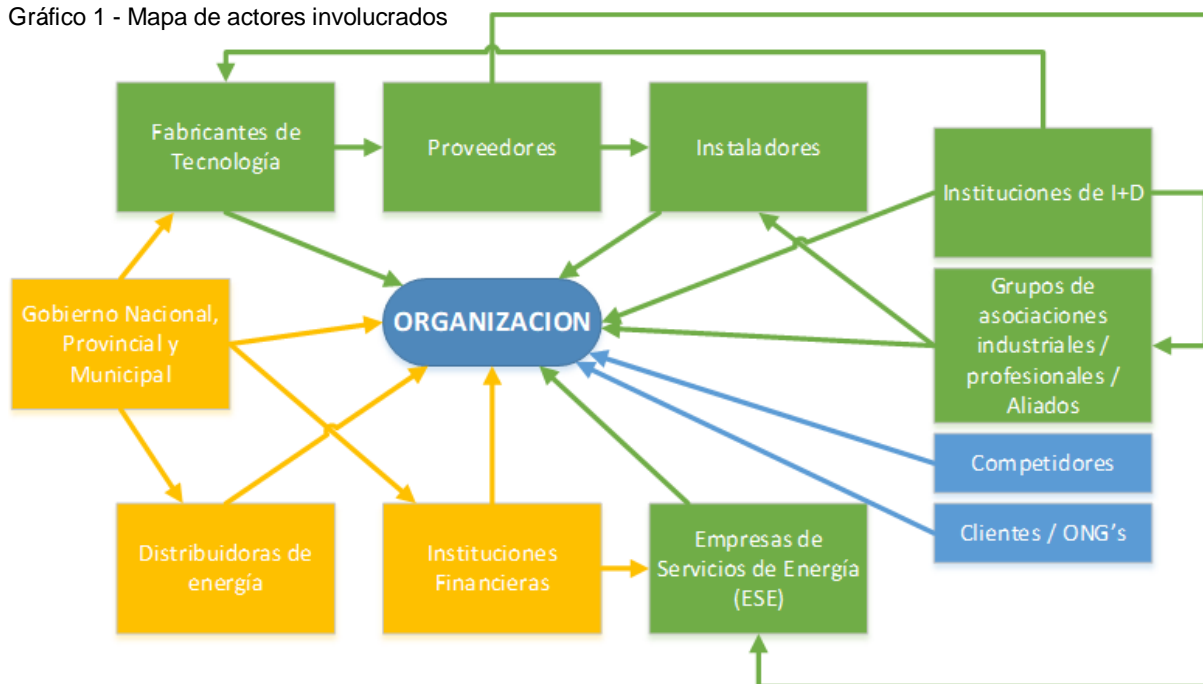 Gráfico 1 - Mapa de actores involucrados
Fabricantes de
Tecnología
Proveedores
Instaladores
Instituciones de I+D
Gobierno Nacional,
Provincial y
Municipal
ORGANIZACION
Grupos de
asociaciones
industriales /
profesionales /
Aliados
Competidores
Clientes / ONG's
Distribuidoras de
energía
Instituciones
Financieras
Empresas de
Servicios de Energía
(ESE)